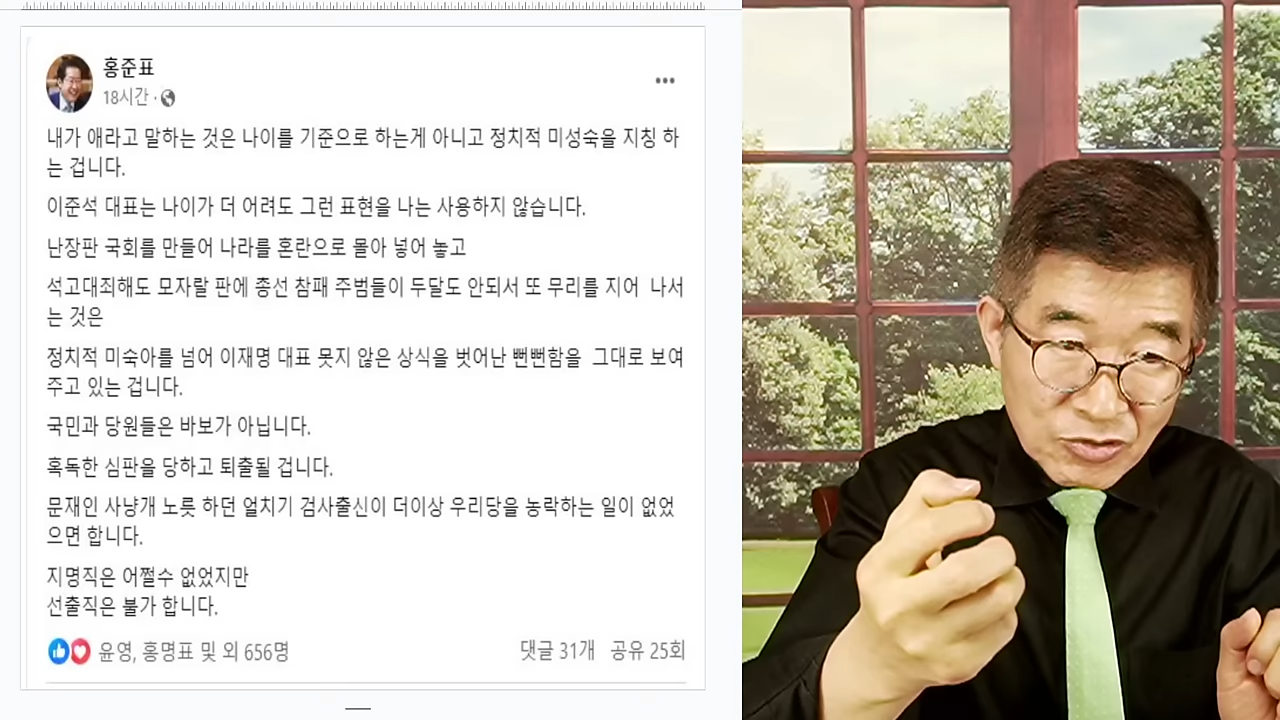 홍준표
18시간 ·
내가 애라고 말하는 것은 나이를 기준으로 하는게 아니고 정치적 미성숙을 지칭 하
는 겁니다.
이준석 대표는 나이가 더 어려도 그런 표현을 나는 사용하지 않습니다.
난장판 국회를 만들어 나라를 혼란으로 몰아 넣어 놓고
석고대죄해도 모자랄 판에 총선 참패 주범들이 두달도 안되서 또 무리를 지어 나서
는 것은
정치적 미숙아를 넘어 이재명 대표 못지 않은 상식을 벗어난 뻔뻔함을 그대로 보여
주고 있는 겁니다.
국민과 당원들은 바보가 아닙니다.
혹독한 심판을 당하고 퇴출될 겁니다.
문재인 사냥개 노릇 하던 얼치기 검사출신이 더이상 우리당을 농락하는 일이 없었
으면 합니다.
지명직은 어쩔수 없었지만
선출직은 불가 합니다.
윤영, 홍명표 및 외 656명 댓글 31개 공유 25회